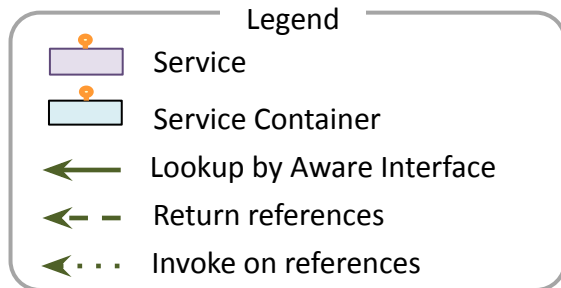 Legend
Service
Service Container
Lookup by Aware Interface
Return references
Invoke on references